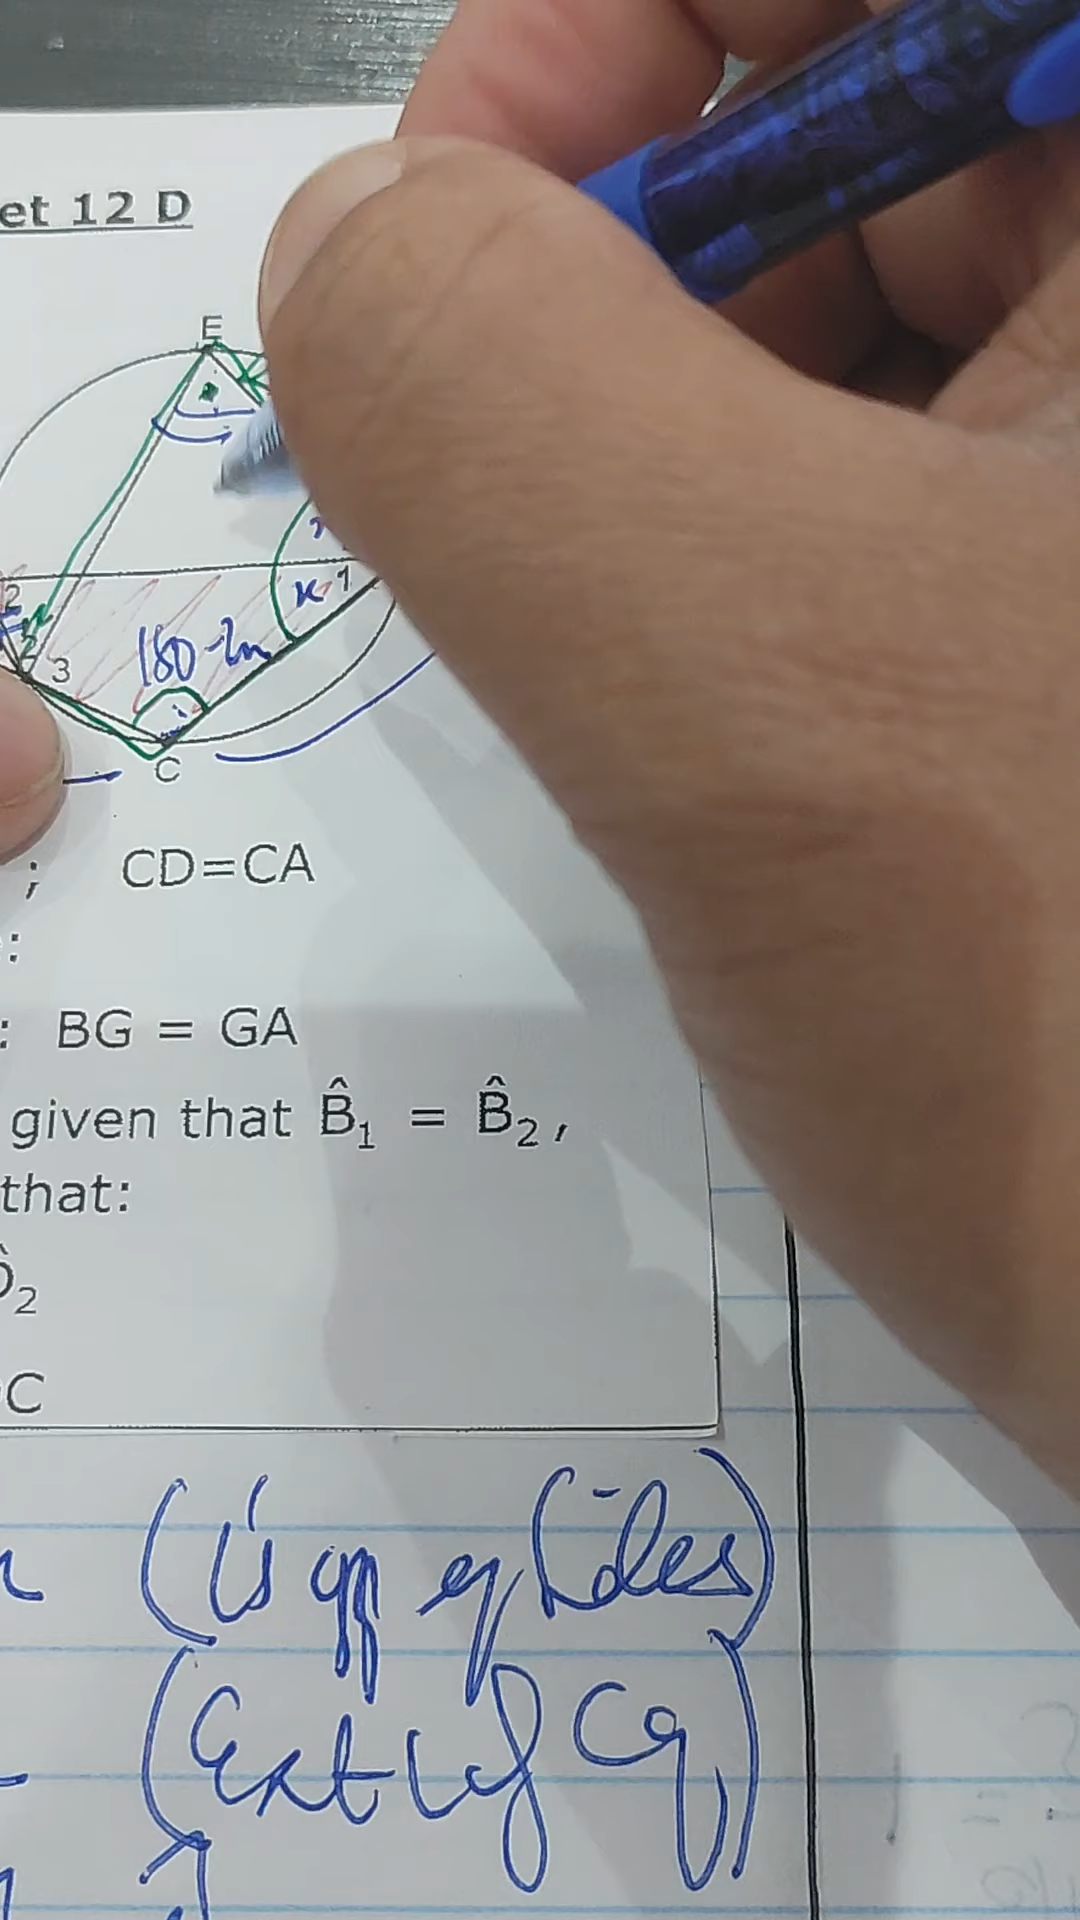 et 12 D
E
2
x 1
180-2x
2 3
C
; CD=CA
:
: BG = GA
given that B̂₁ = B̂₂,
that:
D̂₂
C
(∠'s opp eq sides)
(Ext ∠ of cq)